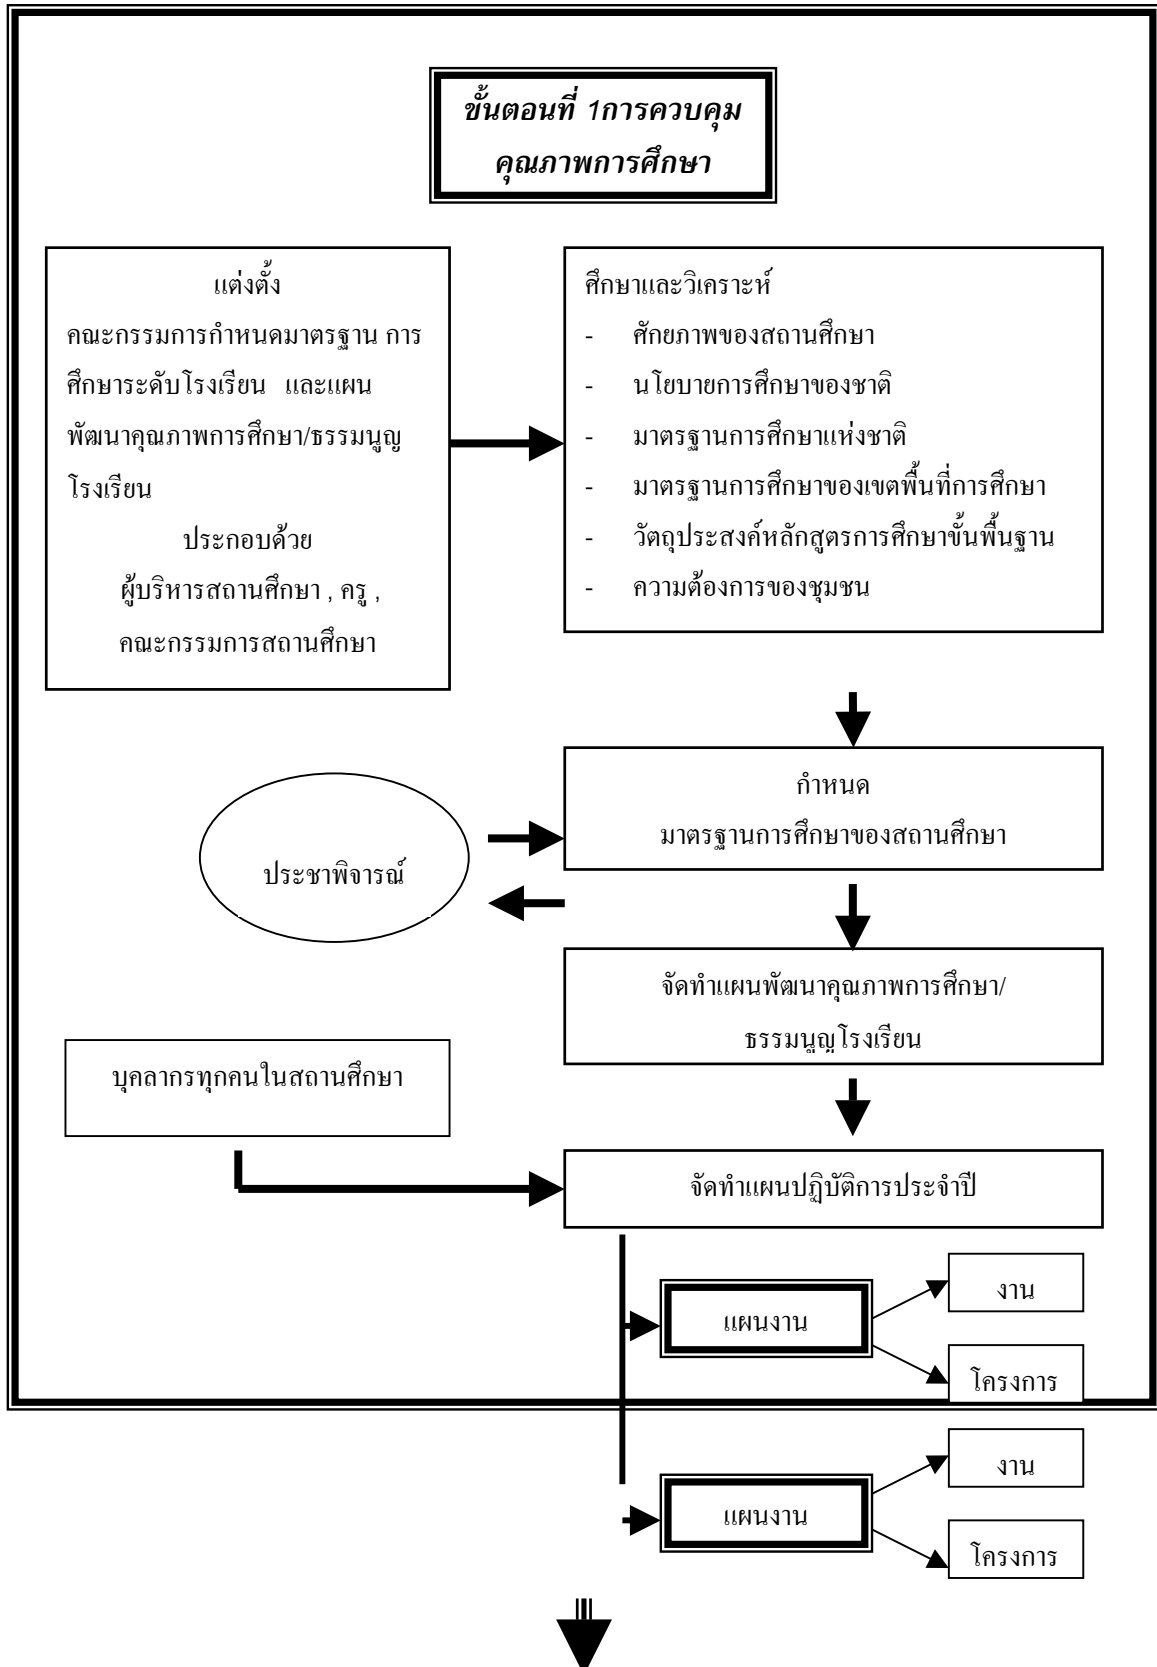 ขั้นตอนที่ 1การควบคุม
คุณภาพการศึกษา
แต่งตั้ง
คณะกรรมการกำหนดมาตรฐาน การ
ศึกษาระดับโรงเรียน และแผน
พัฒนาคุณภาพการศึกษา/ธรรมนูญ
โรงเรียน
ประกอบด้วย
ผู้บริหารสถานศึกษา , ครู ,
คณะกรรมการสถานศึกษา
ศึกษาและวิเคราะห์
- ศักยภาพของสถานศึกษา
- นโยบายการศึกษาของชาติ
- มาตรฐานการศึกษาแห่งชาติ
- มาตรฐานการศึกษาของเขตพื้นที่การศึกษา
- วัตถุประสงค์หลักสูตรการศึกษาขั้นพื้นฐาน
- ความต้องการของชุมชน
กำหนด
มาตรฐานการศึกษาของสถานศึกษา
ประชาพิจารณ์
จัดทำแผนพัฒนาคุณภาพการศึกษา/
ธรรมนูญโรงเรียน
บุคลากรทุกคนในสถานศึกษา
จัดทำแผนปฏิบัติการประจำปี
แผนงาน
งาน
โครงการ
แผนงาน
งาน
โครงการ